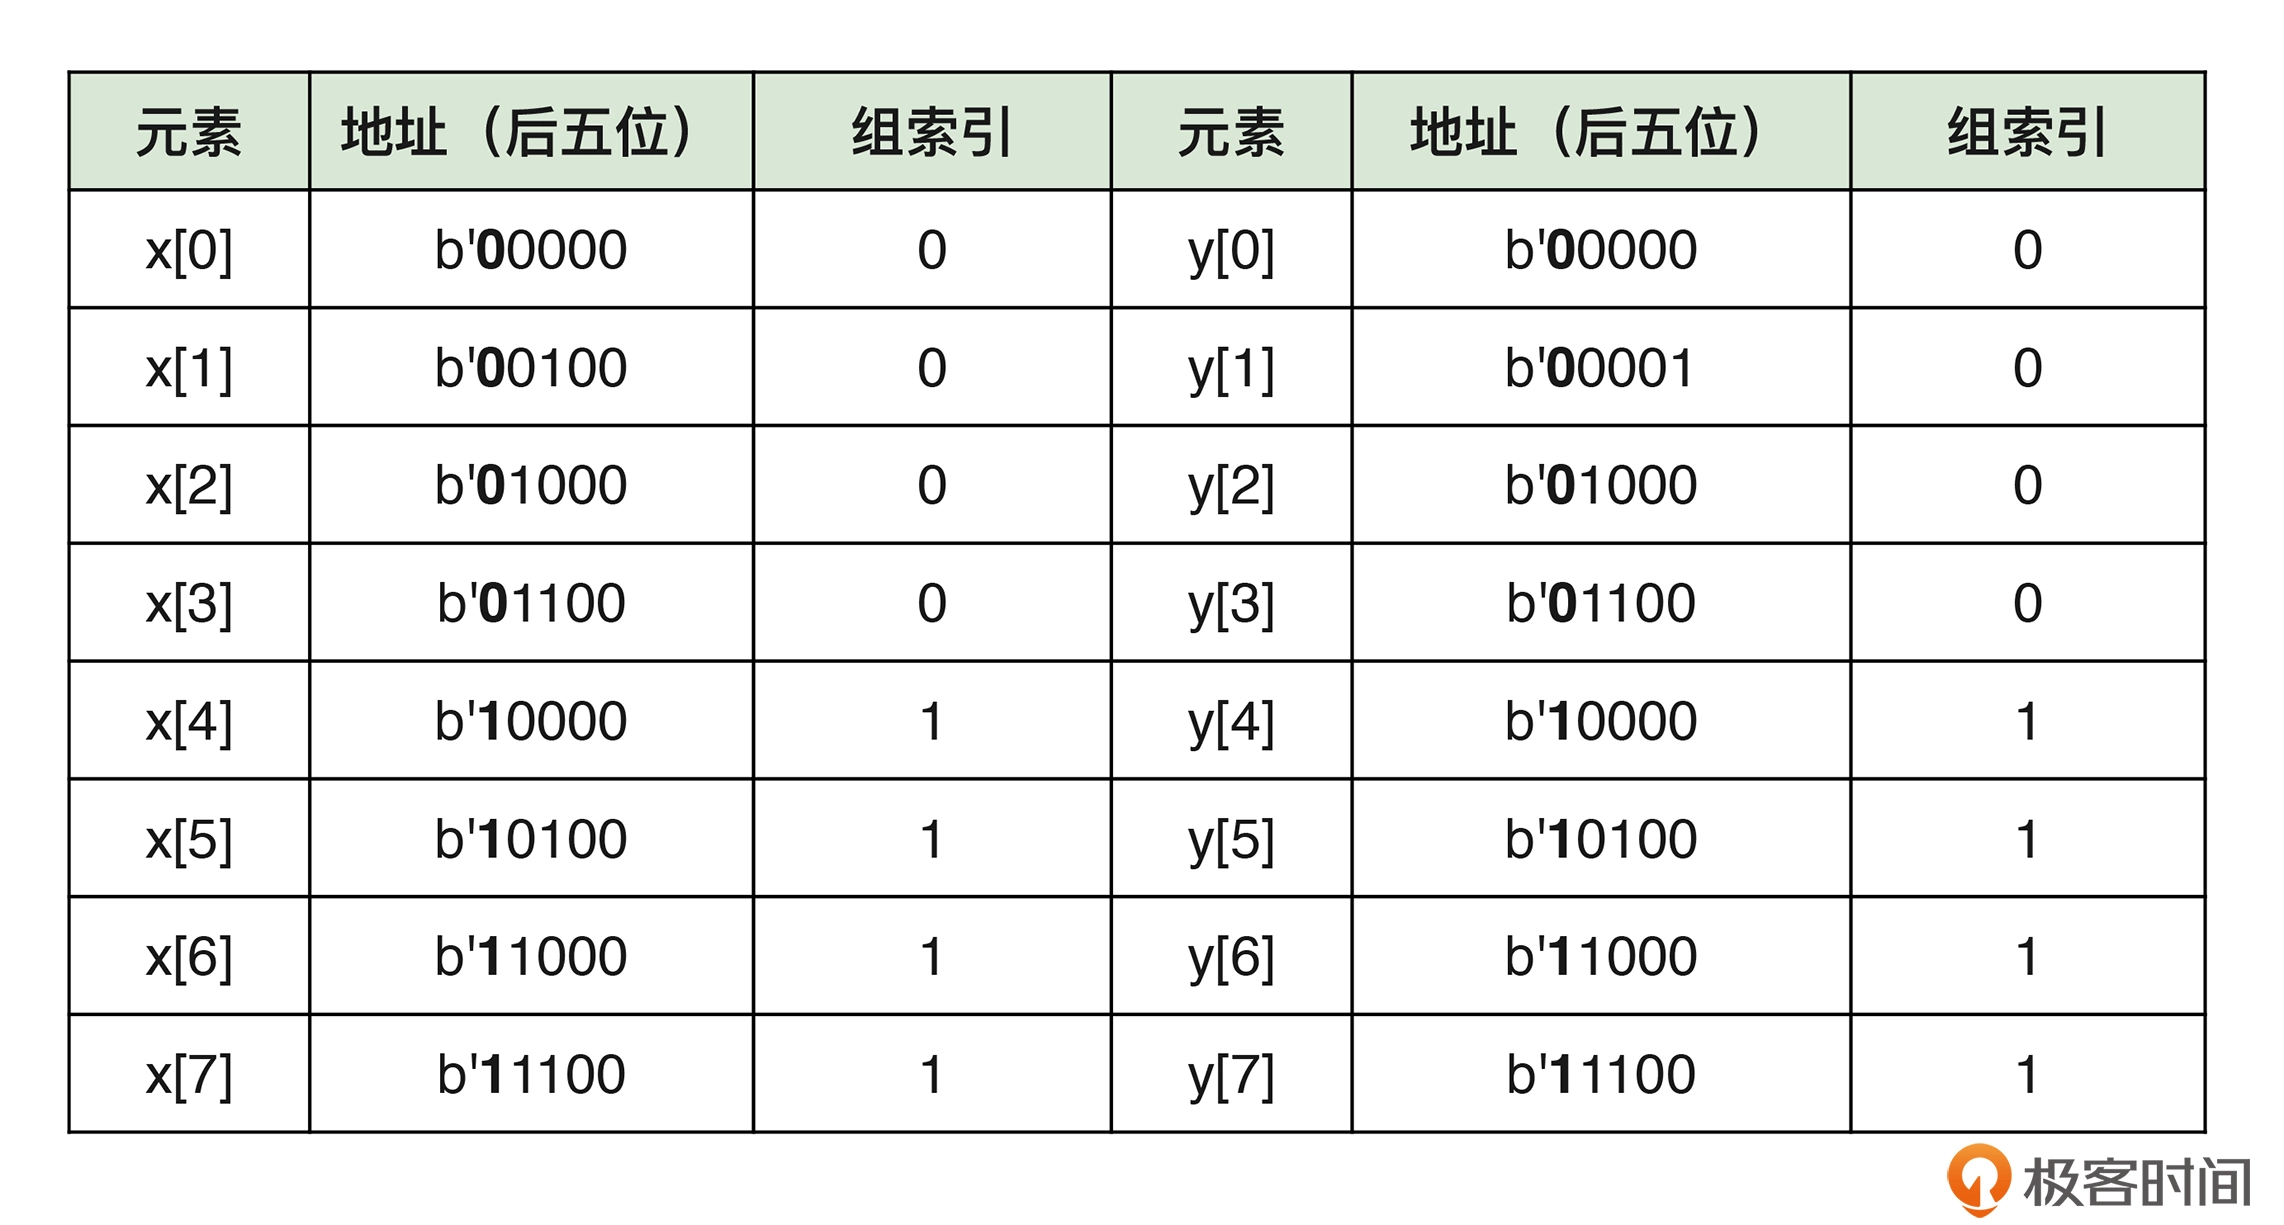 元素 地址（后五位） 组索引 元素 地址（后五位） 组索引
x[0] b'00000 0 y[0] b'00000 0
x[1] b'00100 0 y[1] b'00001 0
x[2] b'01000 0 y[2] b'01000 0
x[3] b'01100 0 y[3] b'01100 0
x[4] b'10000 1 y[4] b'10000 1
x[5] b'10100 1 y[5] b'10100 1
x[6] b'11000 1 y[6] b'11000 1
x[7] b'11100 1 y[7] b'11100 1
极客时间